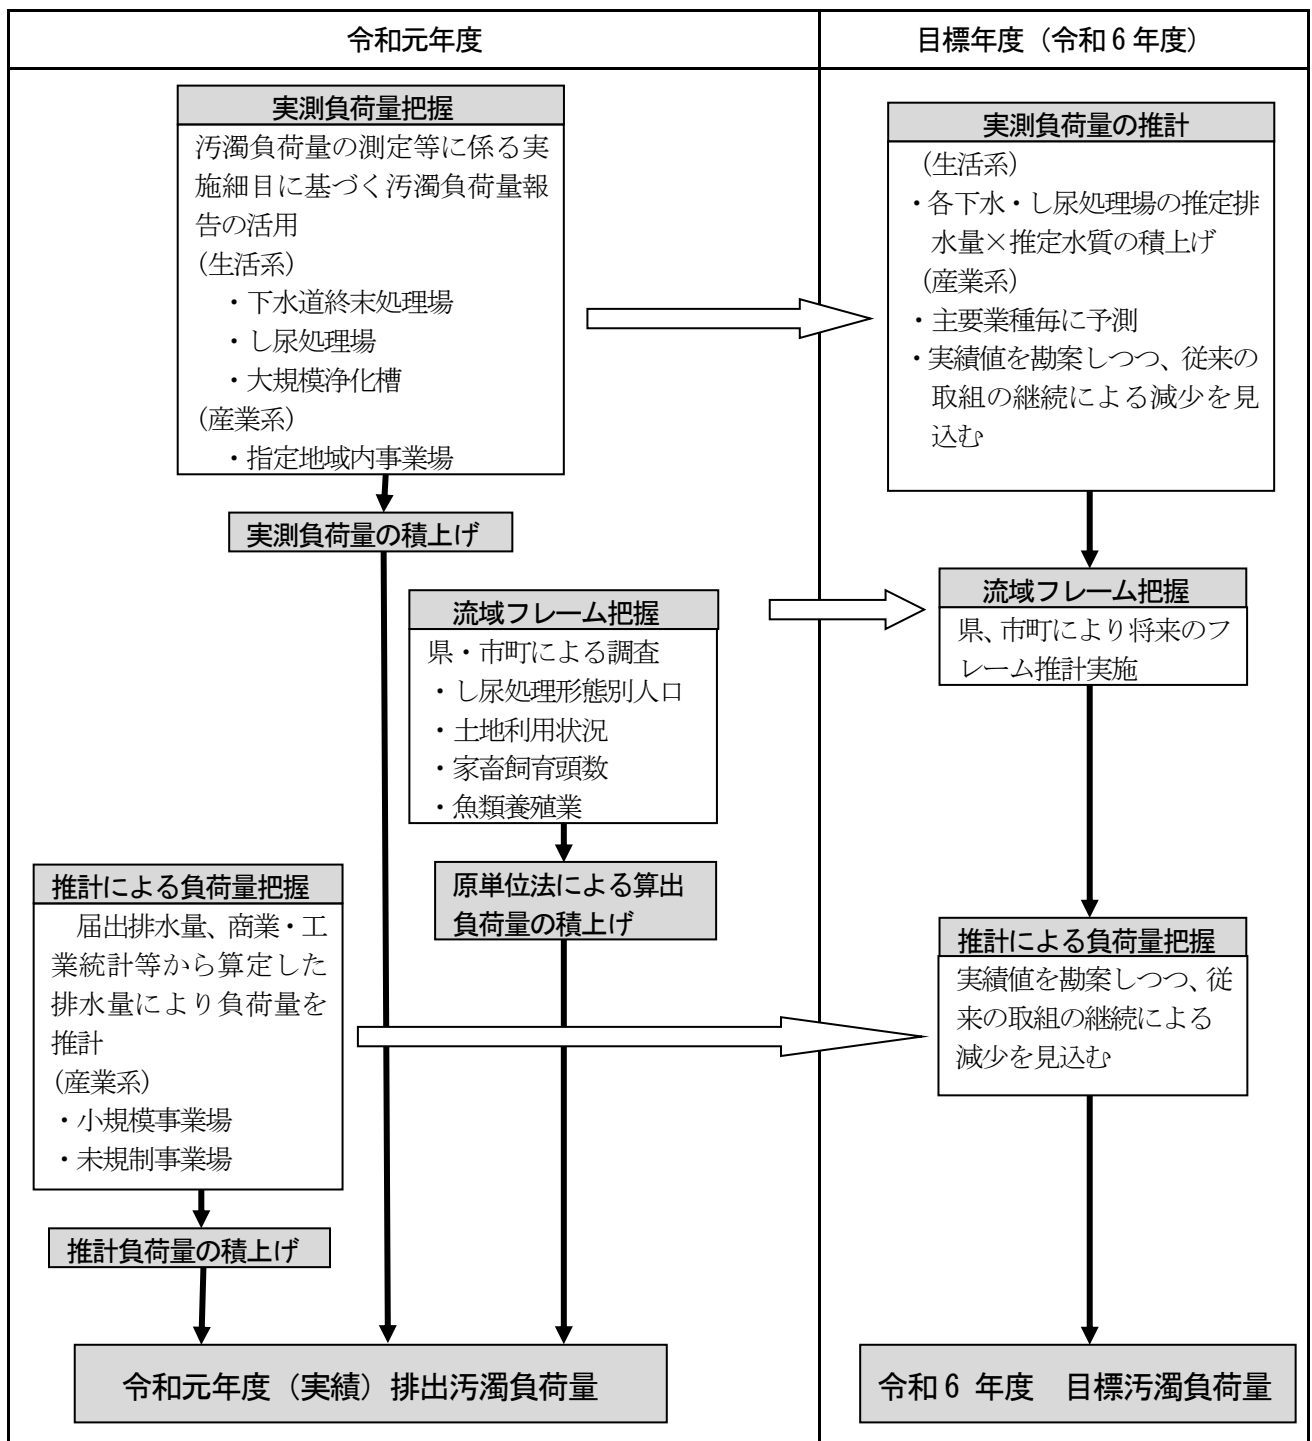 令和元年度
目標年度（令和６年度）
実測負荷量把握
汚濁負荷量の測定等に係る実
施細目に基づく汚濁負荷量報
告の活用
(生活系)
・下水道終末処理場
・し尿処理場
・大規模浄化槽
(産業系)
・指定地域内事業場
実測負荷量の積上げ
流域フレーム把握
県・市町による調査
・し尿処理形態別人口
・土地利用状況
・家畜飼育頭数
・魚類養殖業
原単位法による算出
負荷量の積上げ
推計による負荷量把握
届出排水量、商業・工
業統計等から算定した
排水量により負荷量を
推計
(産業系)
・小規模事業場
・未規制事業場
推計負荷量の積上げ
令和元年度（実績）排出汚濁負荷量
実測負荷量の推計
(生活系)
・各下水・し尿処理場の推定排
水量×推定水質の積上げ
(産業系)
・主要業種毎に予測
・実績値を勘案しつつ、従来の
取組の継続による減少を見
込む
流域フレーム把握
県、市町により将来のフ
レーム推計実施
推計による負荷量把握
実績値を勘案しつつ、従
来の取組の継続による
減少を見込む
令和６ 年度　目標汚濁負荷量